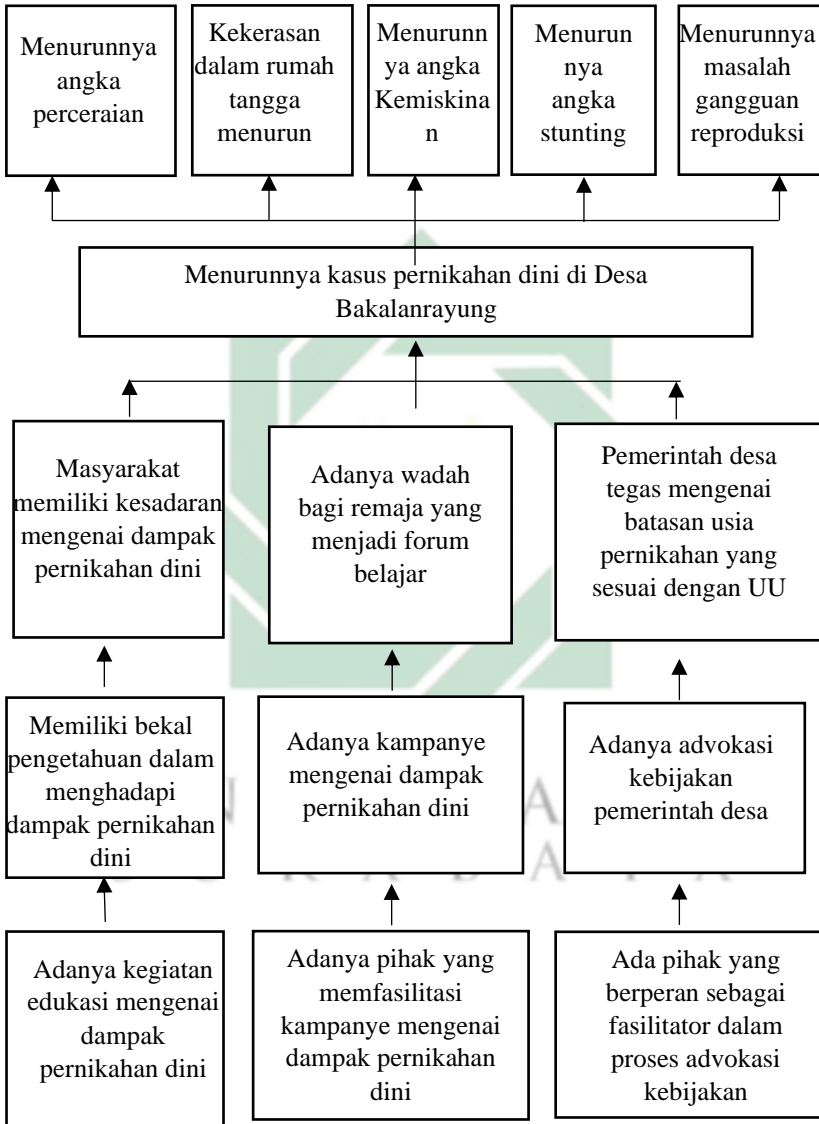 Menurunnya
angka
perceraian
Kekerasan
dalam rumah
tangga
menurun
Menurun
nya angka
Kemiskina
n
Menurun
nya
angka
stunting
Menurunnya
masalah
gangguan
reproduksi
Menurunnya kasus pernikahan dini di Desa
Bakalanrayung
Masyarakat
memiliki kesadaran
mengenai dampak
pernikahan dini
Adanya wadah
bagi remaja yang
menjadi forum
belajar
Pemerintah desa
tegas mengenai
batasan usia
pernikahan yang
sesuai dengan UU
Memiliki bekal
pengetahuan dalam
menghadapi
dampak pernikahan
dini
Adanya kampanye
mengenai dampak
pernikahan dini
Adanya advokasi
kebijakan
pemerintah desa
Adanya kegiatan
edukasi mengenai
dampak
pernikahan dini
Adanya pihak yang
memfasilitasi
kampanye mengenai
dampak pernikahan
dini
Ada pihak yang
berperan sebagai
fasilitator dalam
proses advokasi
kebijakan